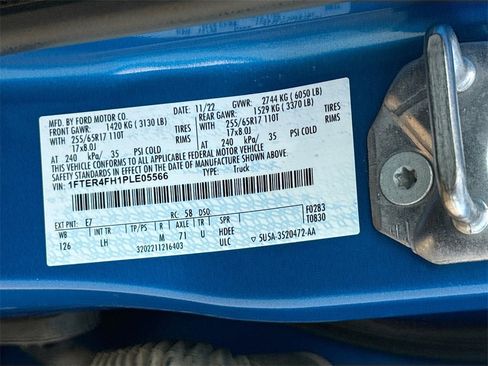 MFD. BY FORD MOTOR CO. 11/22 GVWR: 2744 KG (6050 LB)
FRONT GAWR: 1420 KG (3130 LB) REAR GAWR: 1529 KG (3370 LB)
WITH 255/65R17 110T TIRES WITH 255/65R17 110T TIRES
17x8.0J RIMS 17x8.0J RIMS
AT 240 kPa/ 35 PSI COLD AT 240 kPa/ 35 PSI COLD
THIS VEHICLE CONFORMS TO ALL APPLICABLE FEDERAL MOTOR VEHICLE
SAFETY STANDARDS IN EFFECT ON THE DATE OF MANUFACTURE SHOWN ABOVE.
VIN: 1FTER4FH1PLE05566 TYPE: Truck
EXT PNT: E7 RC: 58 DSO: F0283
WB INT TR TP/PS R AXLE TR SPR T0830
126 LH M 71 U HDEE
3202211216403 ULC 5U5A-3520472-AA